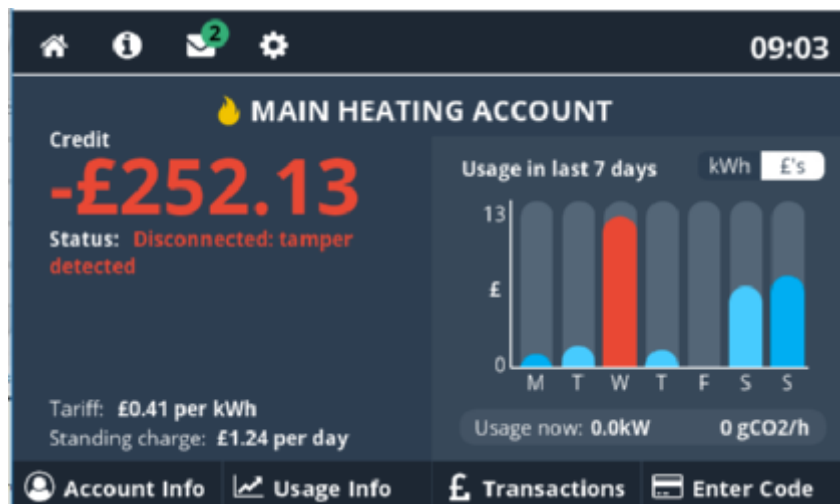 2
09:03
MAIN HEATING ACCOUNT
Credit
-£252.13
Status: Disconnected: tamper
detected
Tariff: £0.41 per kWh
Standing charge: £1.24 per day
Usage in last 7 days
kWh £'s
13
£
0
M T W T F S S
Usage now: 0.0kW 0 gCO2/h
Account Info Usage Info £ Transactions Enter Code